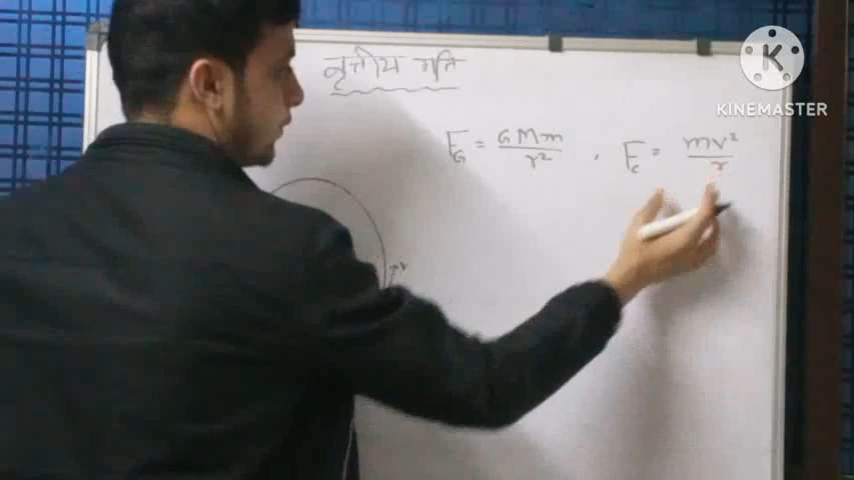 वृत्तीय गति
F_G = GMm/r² , F_c = mv²/r
v
K
KINEMASTER